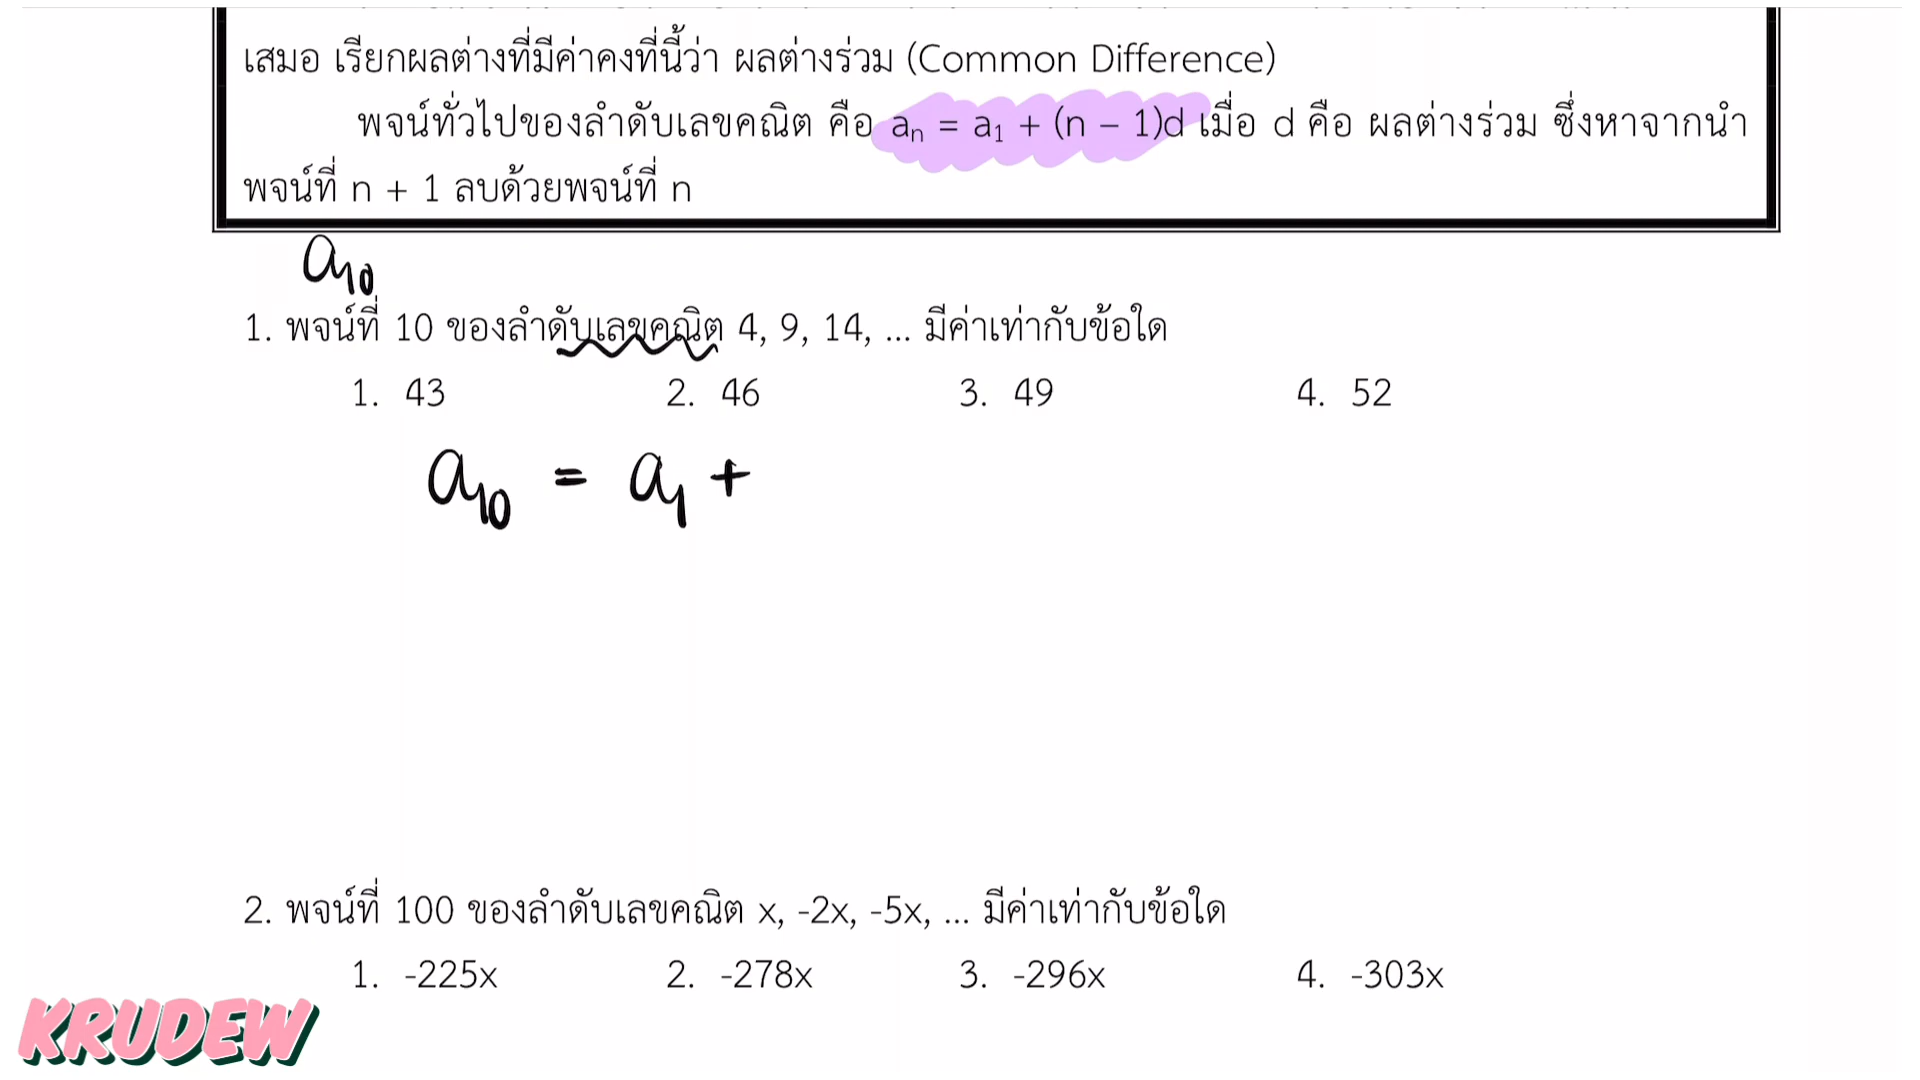 เสมอ เรียกผลต่างที่มีค่าคงที่นี้ว่า ผลต่างร่วม (Common Difference)
พจน์ทั่วไปของลำดับเลขคณิต คือ aₙ = a₁ + (n – 1)d เมื่อ d คือ ผลต่างร่วม ซึ่งหาจากนำ
พจน์ที่ n + 1 ลบด้วยพจน์ที่ n
a₁₀
1. พจน์ที่ 10 ของลำดับเลขคณิต 4, 9, 14, ... มีค่าเท่ากับข้อใด
1. 43 2. 46 3. 49 4. 52
a₁₀ = a₁ +
2. พจน์ที่ 100 ของลำดับเลขคณิต x, -2x, -5x, ... มีค่าเท่ากับข้อใด
1. -225x 2. -278x 3. -296x 4. -303x
KRUDEW